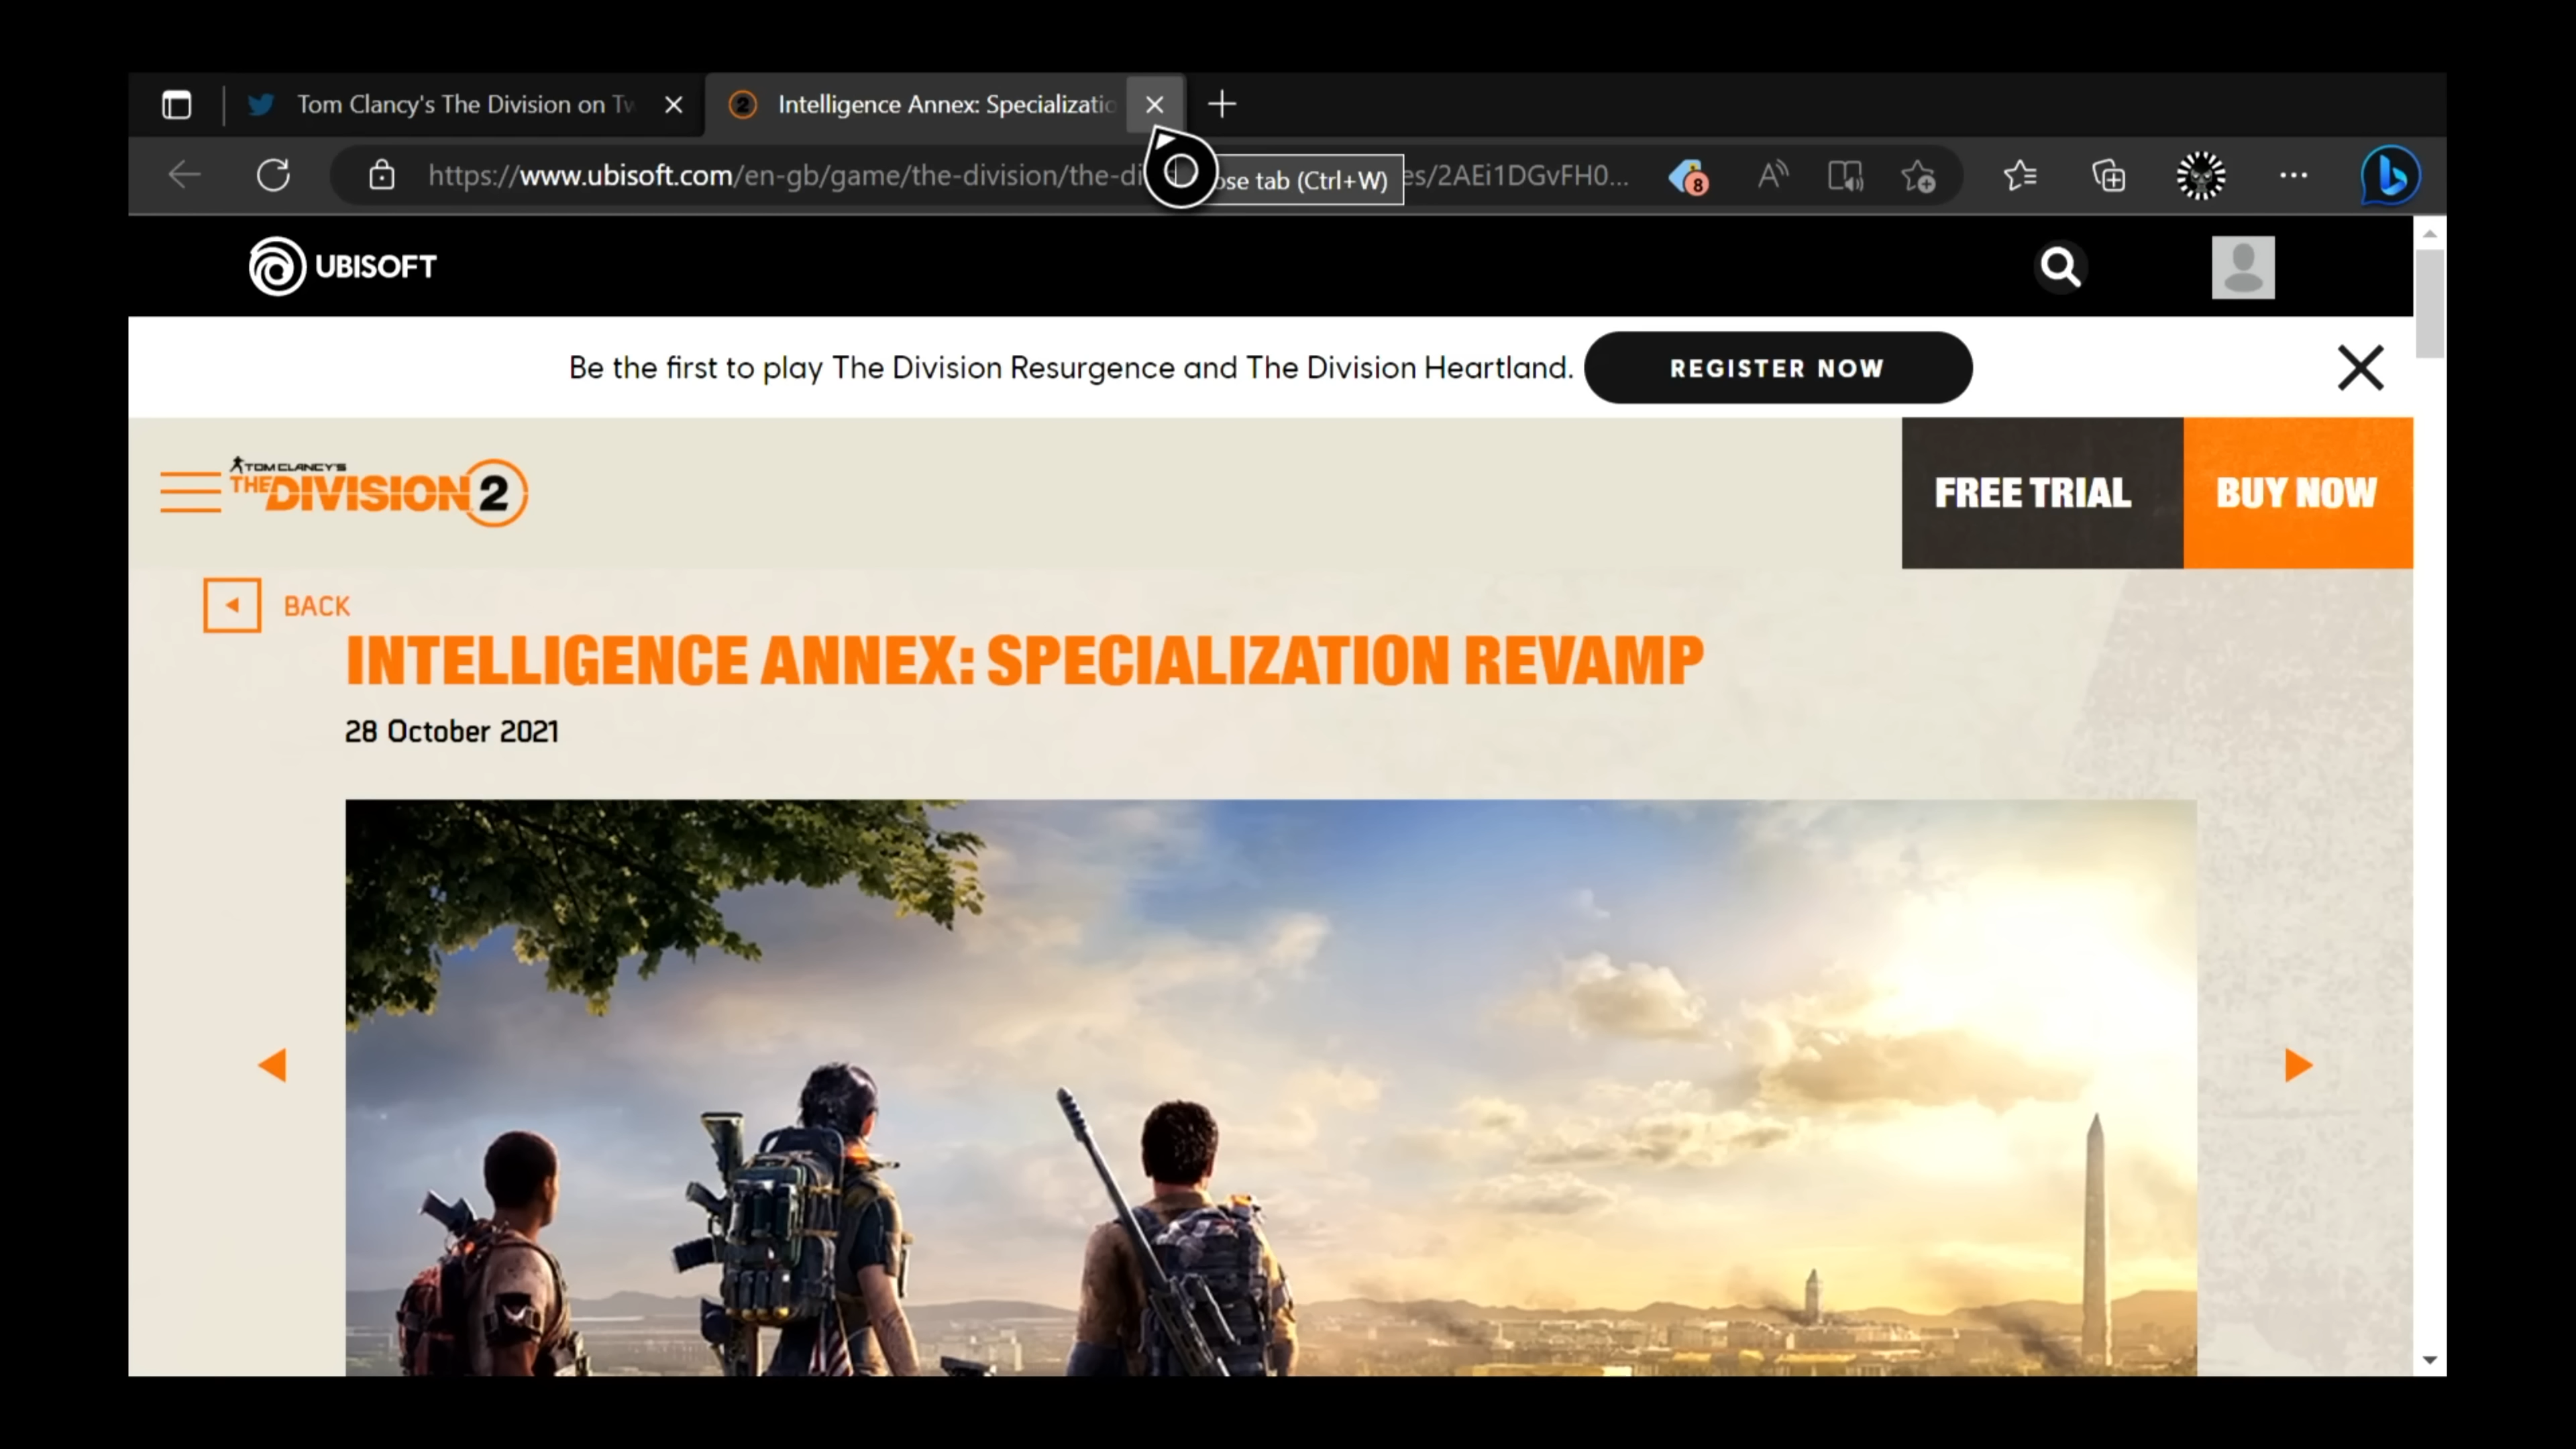 Tom Clancy's The Division on Tw
Intelligence Annex: Specializatio
https://www.ubisoft.com/en-gb/game/the-division/the-di
ose tab (Ctrl+W)
es/2AEi1DGvFH0...
8
UBISOFT
Be the first to play The Division Resurgence and The Division Heartland.
REGISTER NOW
TOM CLANCY'S
THE DIVISION 2
FREE TRIAL
BUY NOW
BACK
INTELLIGENCE ANNEX: SPECIALIZATION REVAMP
28 October 2021